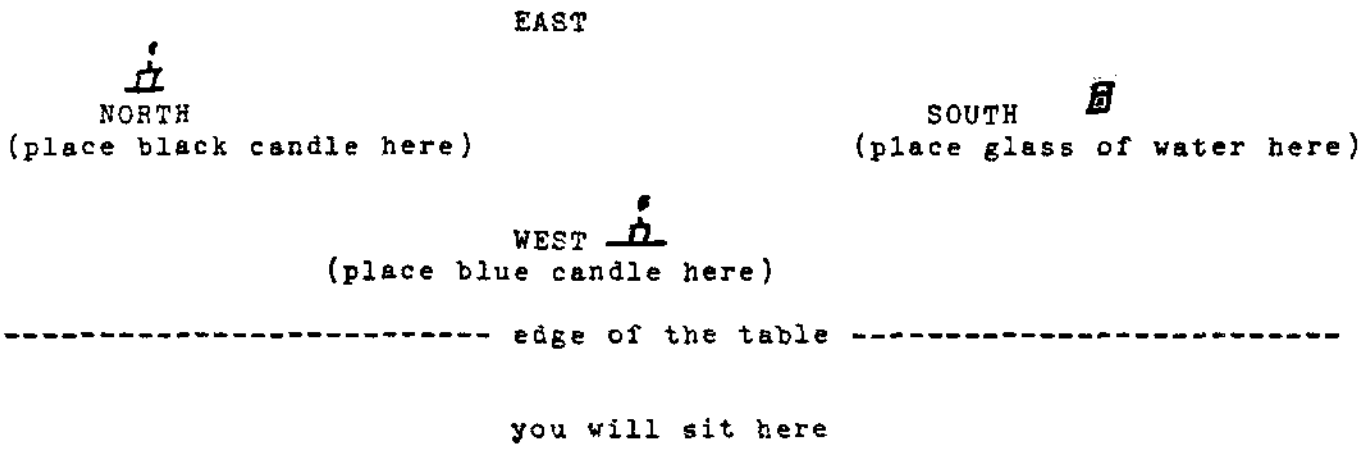 EAST
NORTH
SOUTH
(place black candle here)
(place glass of water here)
WEST
(place blue candle here)
-------------------------- edge of the table --------------------------
you will sit here